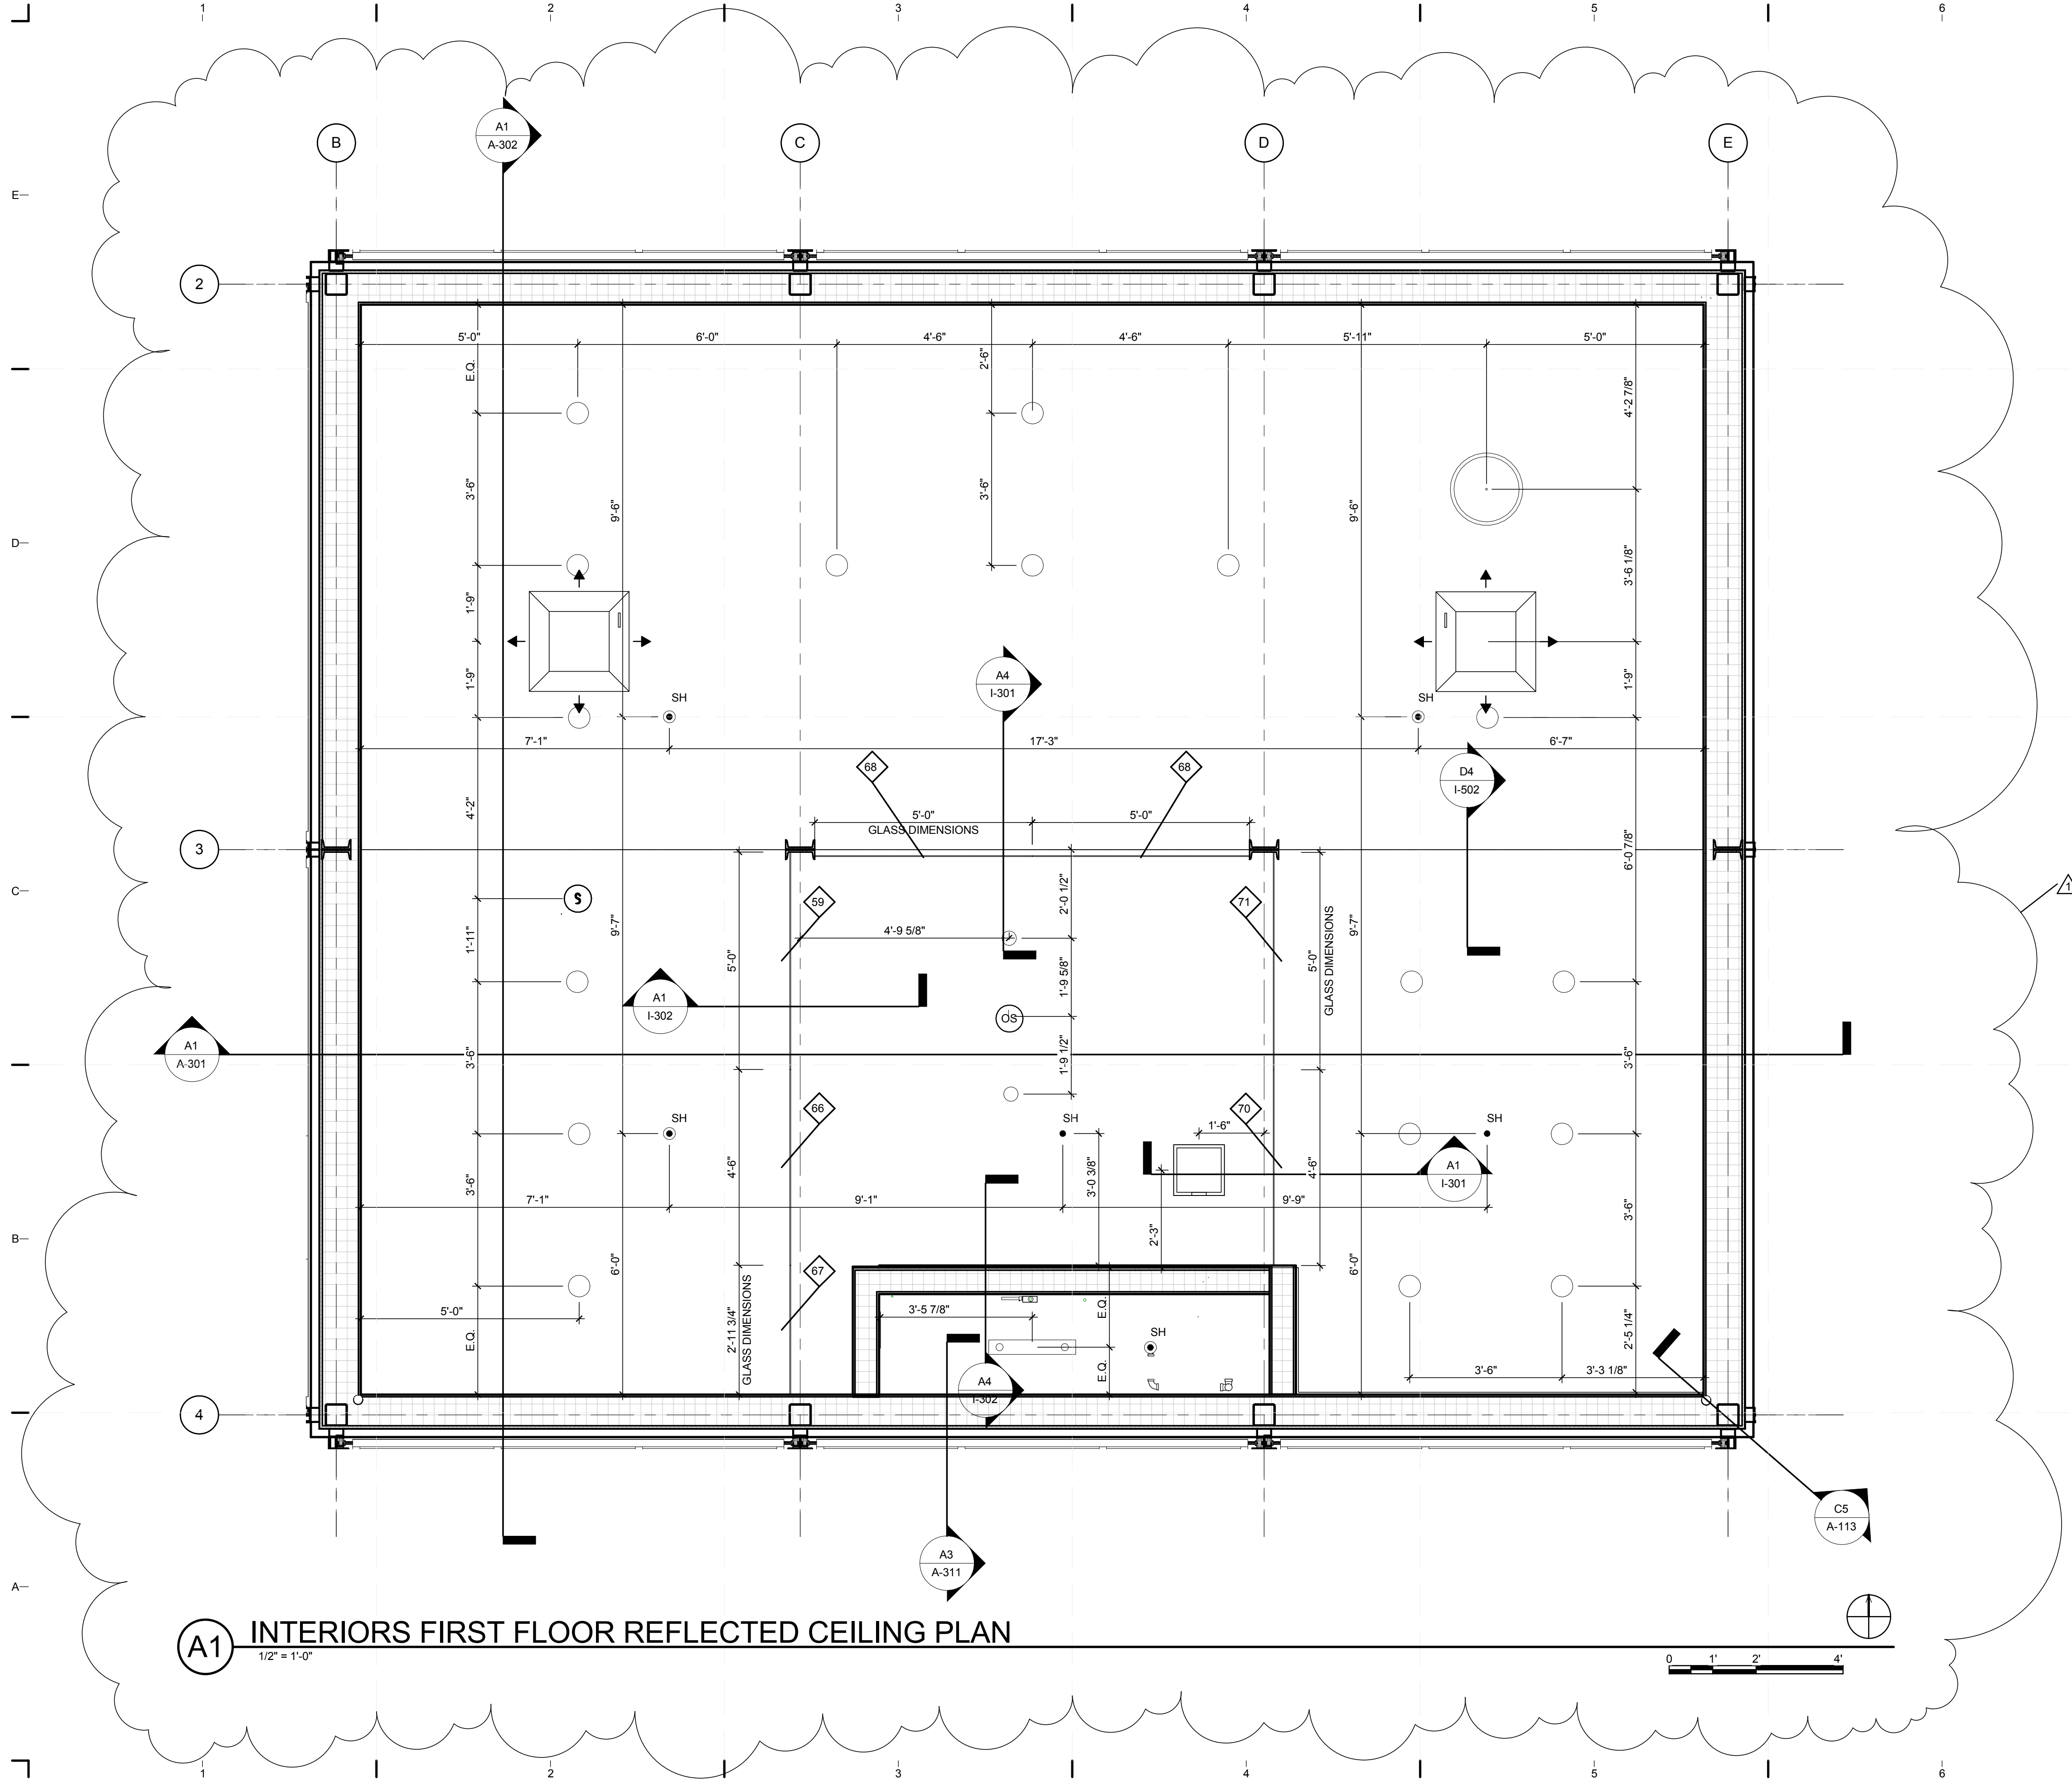 1 2 3 4 5 6
A1
A-302
B C D E
E
2
5'-0" 6'-0" 4'-6" 4'-6" 5'-11" 5'-0"
E.Q.
2'-6"
4'-2 7/8"
3'-6"
9'-6"
3'-6"
9'-6"
D
3'-6 1/8"
1'-9"
1'-9"
1'-9"
A4
I-301
SH
SH
7'-1" 17'-3" 6'-7"
68
68
D4
I-502
4'-2"
5'-0" 5'-0"
GLASS DIMENSIONS
3
6'-0 7/8"
C
1
59
71
2'-0 1/2"
S
9'-7"
9'-7"
4'-9 5/8"
1'-11"
5'-0"
5'-0"
GLASS DIMENSIONS
1'-9 5/8"
A1
I-302
OS
A1
A-301
3'-6"
1'-9 1/2"
3'-6"
66
70
SH
SH
SH
1'-6"
4'-6"
4'-6"
3'-0 3/8"
A1
I-301
3'-6"
3'-6"
7'-1" 9'-1" 9'-9"
B
2'-3"
6'-0"
6'-0"
67
5'-0"
3'-5 7/8"
E.Q.
E.Q.
2'-11 3/4"
GLASS DIMENSIONS
SH
2'-5 1/4"
E.Q.
3'-6" 3'-3 1/8"
A4
I-302
4
C5
A-113
A3
A-311
A
A1
INTERIORS FIRST FLOOR REFLECTED CEILING PLAN
1/2" = 1'-0"
0 1' 2' 4'
1 2 3 4 5 6